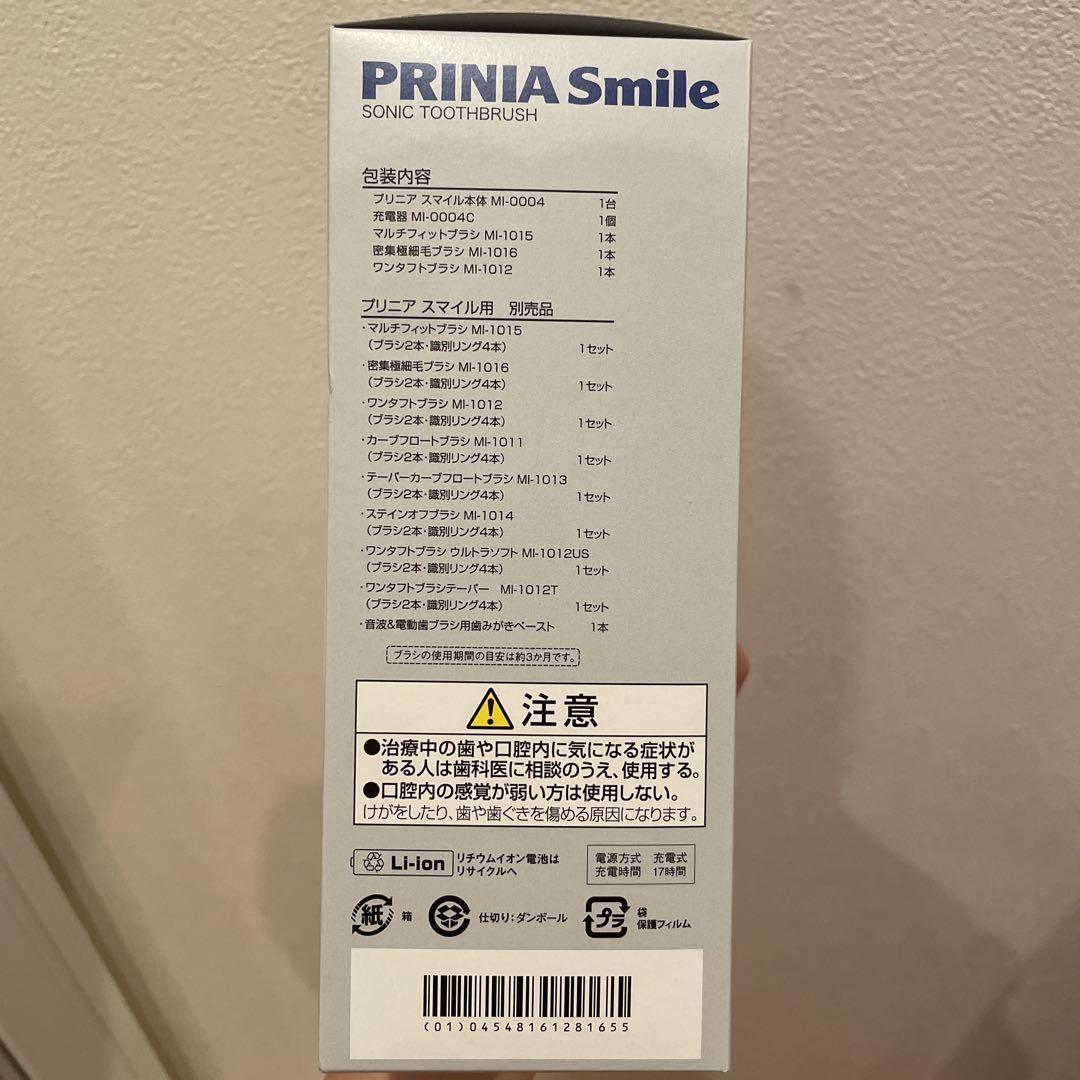 PRINIA Smile
SONIC TOOTHBRUSH
包装内容
プリニア スマイル本体 MI-0004 1台
充電器 MI-0004C 1個
マルチフィットブラシ MI-1015 1本
密集極細毛ブラシ MI-1016 1本
ワンタフトブラシ MI-1012 1本
プリニア スマイル用 別売品
・マルチフィットブラシ MI-1015
(ブラシ2本・識別リング4本) 1セット
・密集極細毛ブラシ MI-1016
(ブラシ2本・識別リング4本) 1セット
・ワンタフトブラシ MI-1012
(ブラシ2本・識別リング4本) 1セット
・カーブフロートブラシ MI-1011
(ブラシ2本・識別リング4本) 1セット
・テーパーカーブフロートブラシ MI-1013
(ブラシ2本・識別リング4本) 1セット
・ステインオフブラシ MI-1014
(ブラシ2本・識別リング4本) 1セット
・ワンタフトブラシ ウルトラソフト MI-1012US
(ブラシ2本・識別リング4本) 1セット
・ワンタフトブラシテーパー MI-1012T
(ブラシ2本・識別リング4本) 1セット
・音波&電動歯ブラシ用歯みがきペースト 1本
ブラシの使用期間の目安は約3か月です。
注意
●治療中の歯や口腔内に気になる症状が
ある人は歯科医に相談のうえ、使用する。
●口腔内の感覚が弱い方は使用しない。
けがをしたり、歯や歯ぐきを傷める原因になります。
Li-ion リチウムイオン電池は
リサイクルへ
電源方式 充電式
充電時間 17時間
紙 箱
仕切り:ダンボール
プラ 袋
保護フィルム
(01)04548161281655